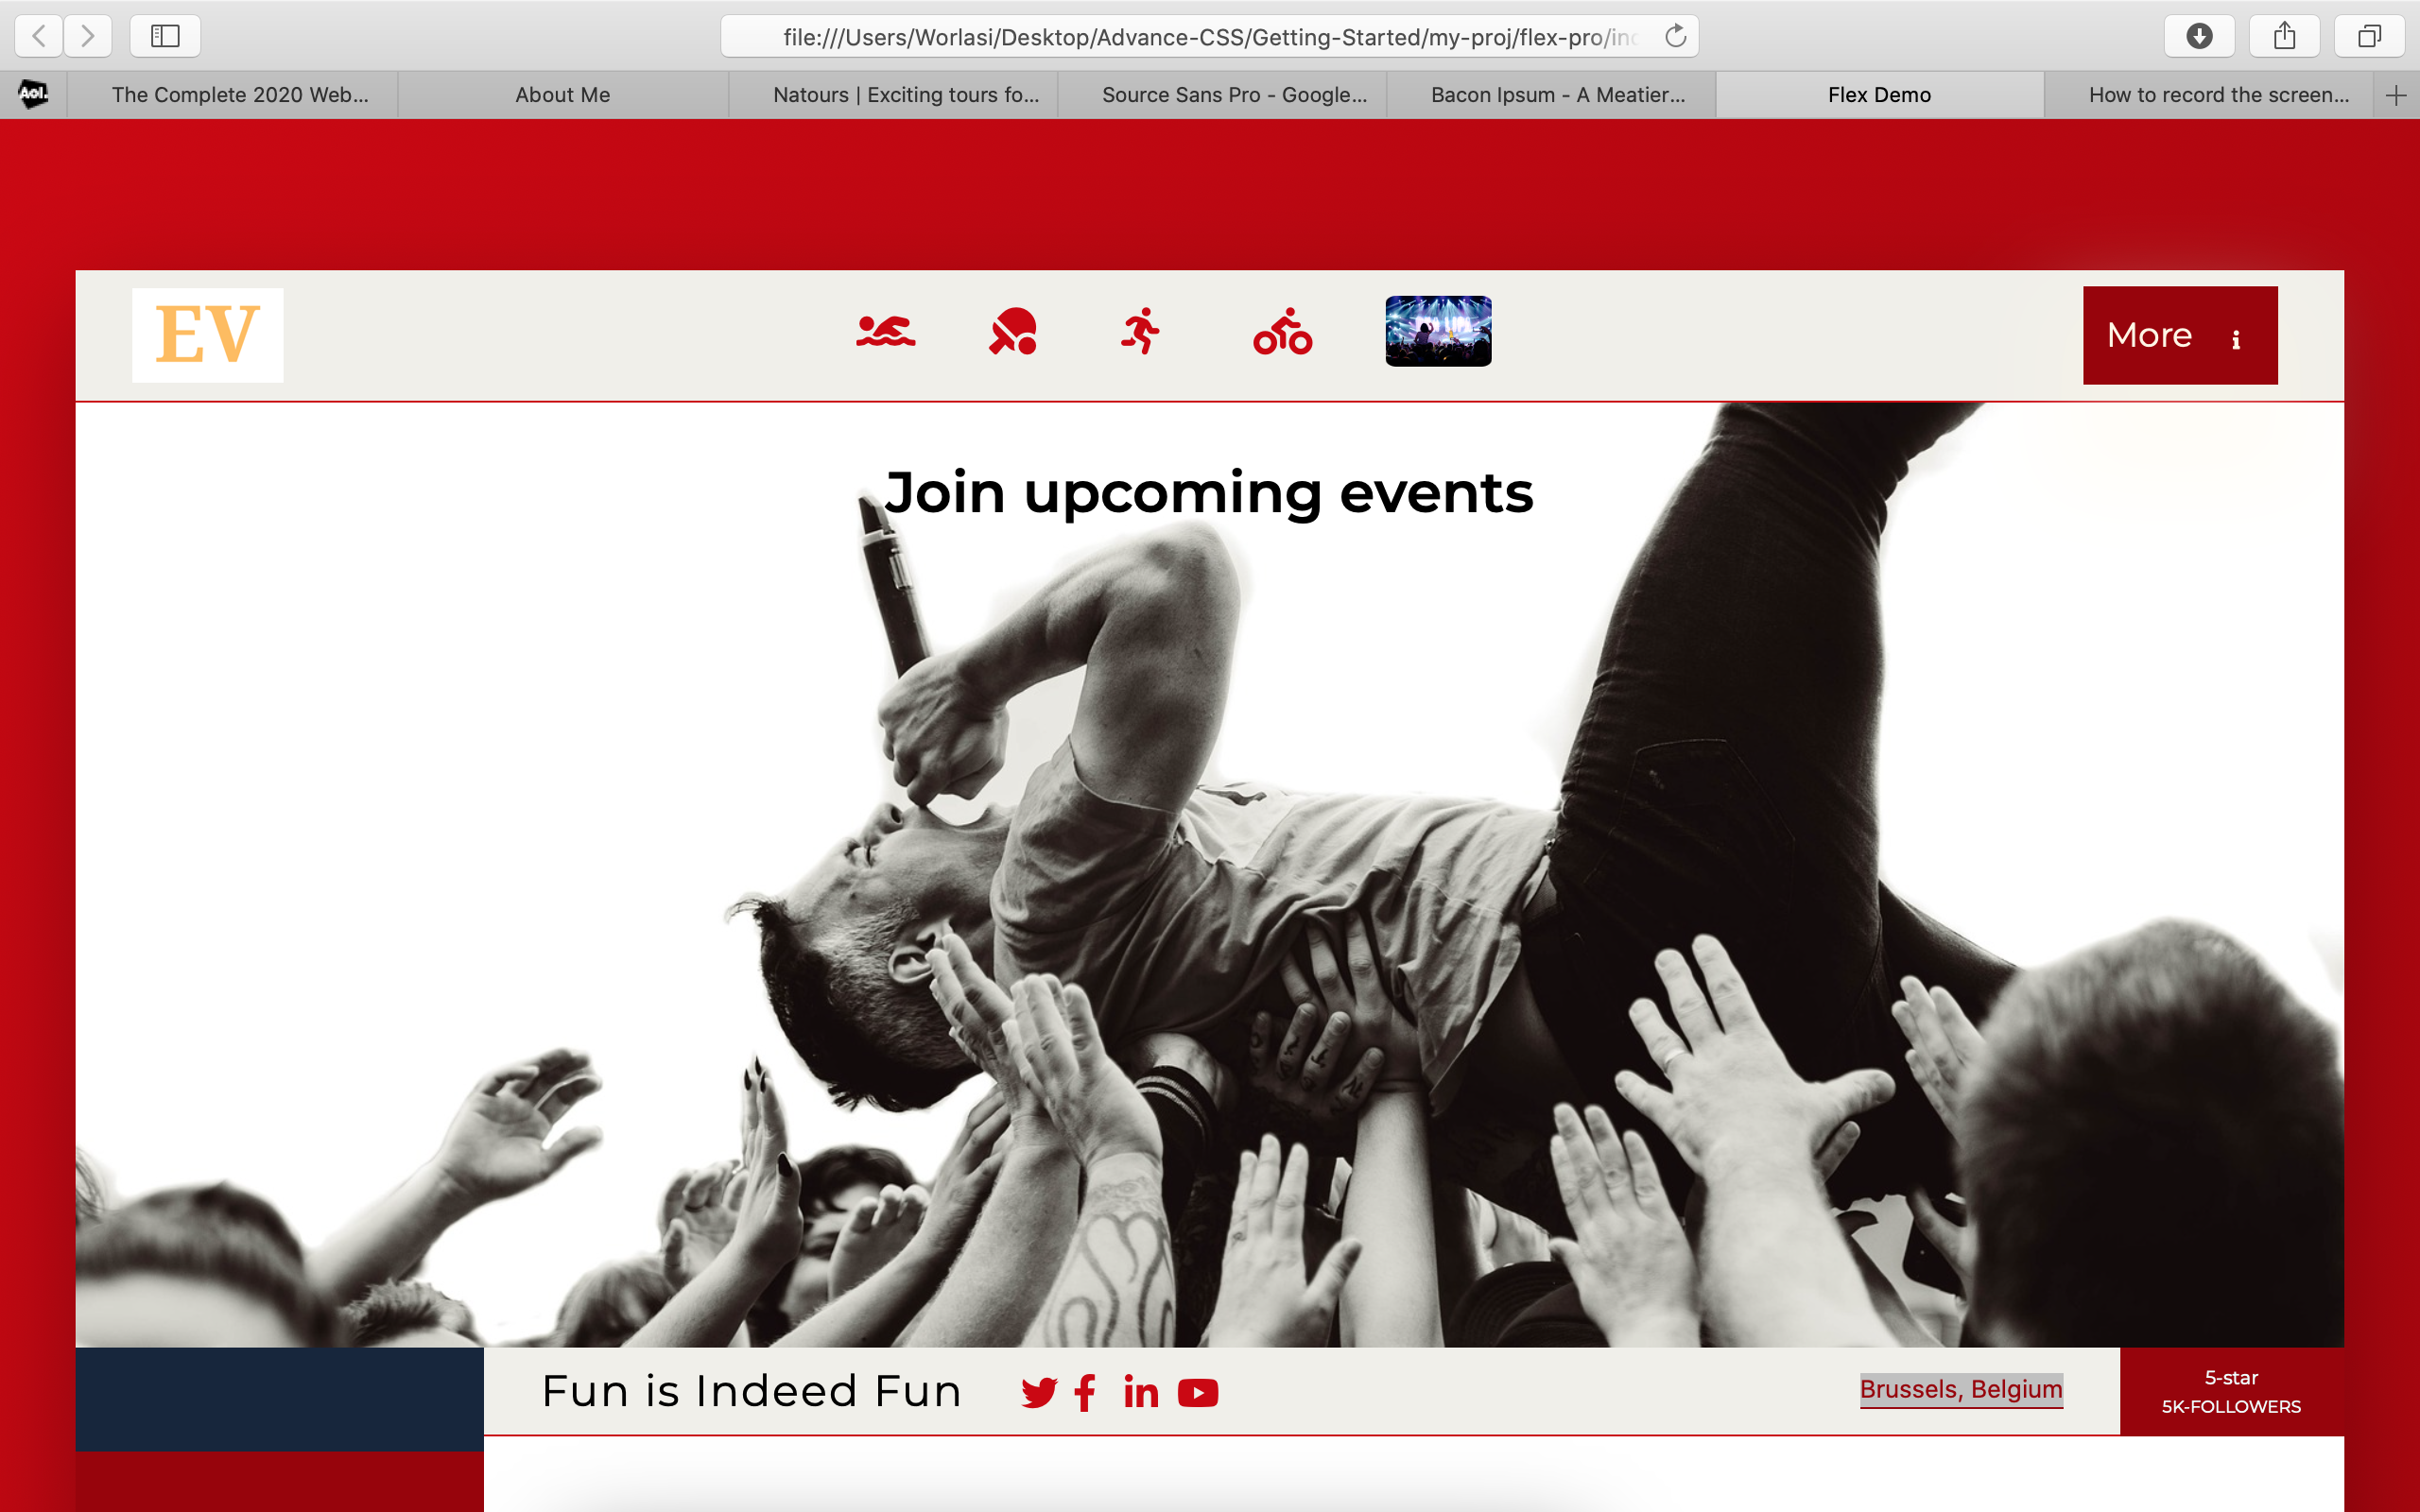 file:///Users/Worlasi/Desktop/Advance-CSS/Getting-Started/my-proj/flex-pro/
Aol.
The Complete 2020 Web...
About Me
Natours | Exciting tours fo...
Source Sans Pro - Google...
Bacon Ipsum - A Meatier...
Flex Demo
How to record the screen...
EV
More i
Join upcoming events
Fun is Indeed Fun
Brussels, Belgium
5-star
5K-FOLLOWERS